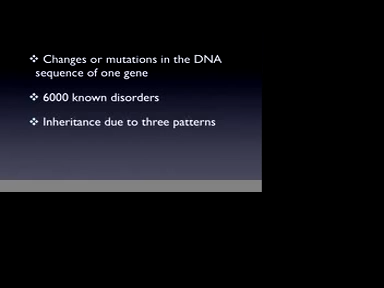 ❖ Changes or mutations in the DNA
sequence of one gene
❖ 6000 known disorders
❖ Inheritance due to three patterns